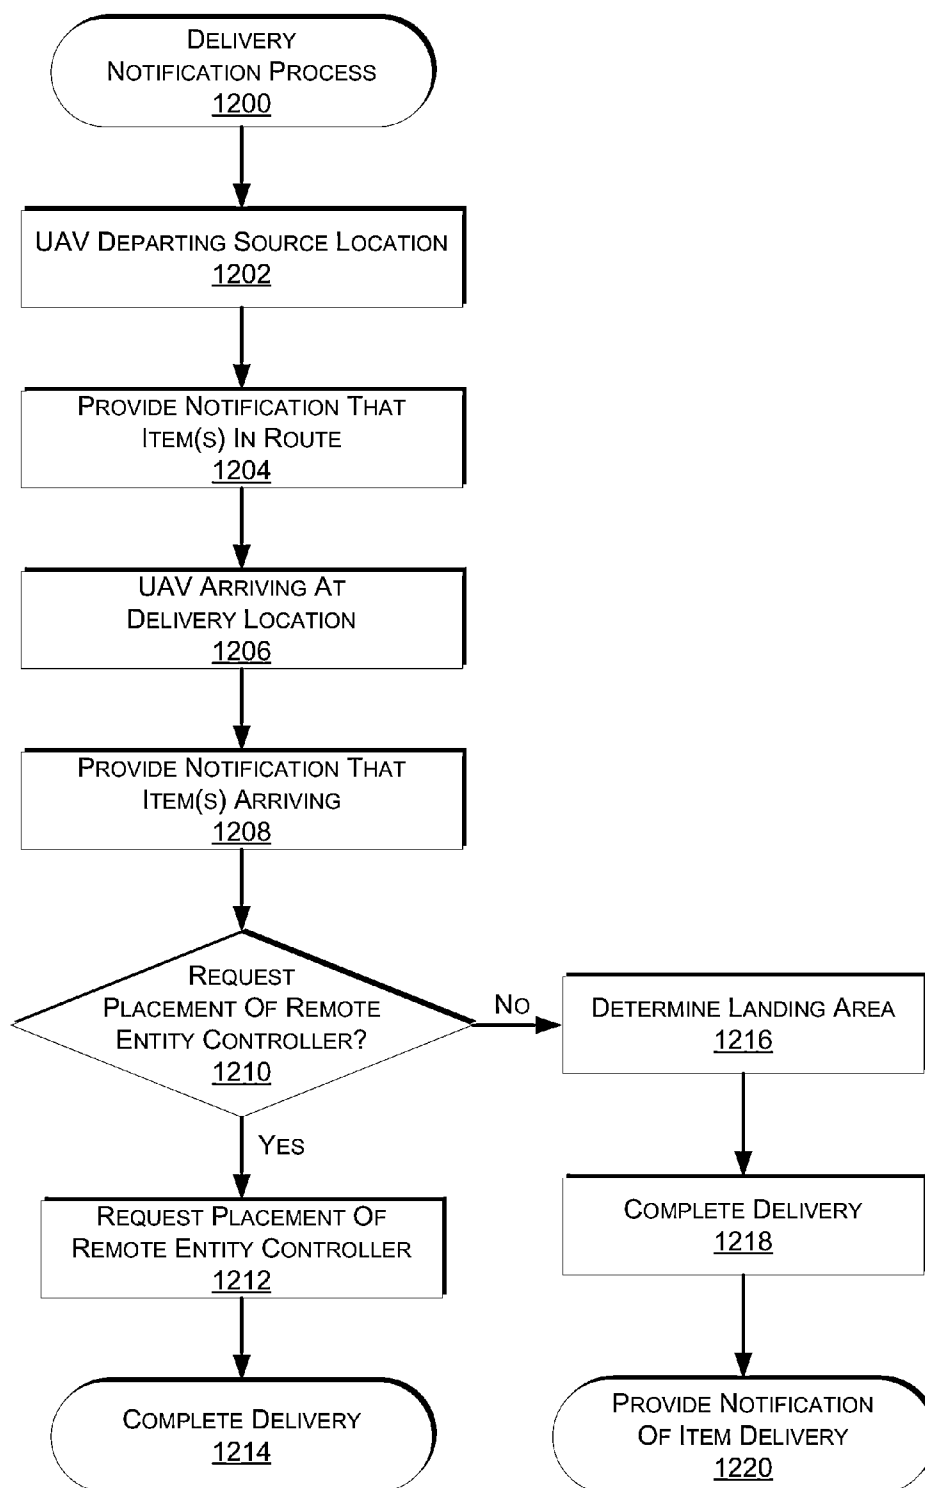 DELIVERY
NOTIFICATION PROCESS
1200
UAV DEPARTING SOURCE LOCATION
1202
PROVIDE NOTIFICATION THAT
ITEM(S) IN ROUTE
1204
UAV ARRIVING AT
DELIVERY LOCATION
1206
PROVIDE NOTIFICATION THAT
ITEM(S) ARRIVING
1208
REQUEST
PLACEMENT OF REMOTE
ENTITY CONTROLLER?
1210
NO
DETERMINE LANDING AREA
1216
YES
REQUEST PLACEMENT OF
REMOTE ENTITY CONTROLLER
1212
COMPLETE DELIVERY
1218
COMPLETE DELIVERY
1214
PROVIDE NOTIFICATION
OF ITEM DELIVERY
1220